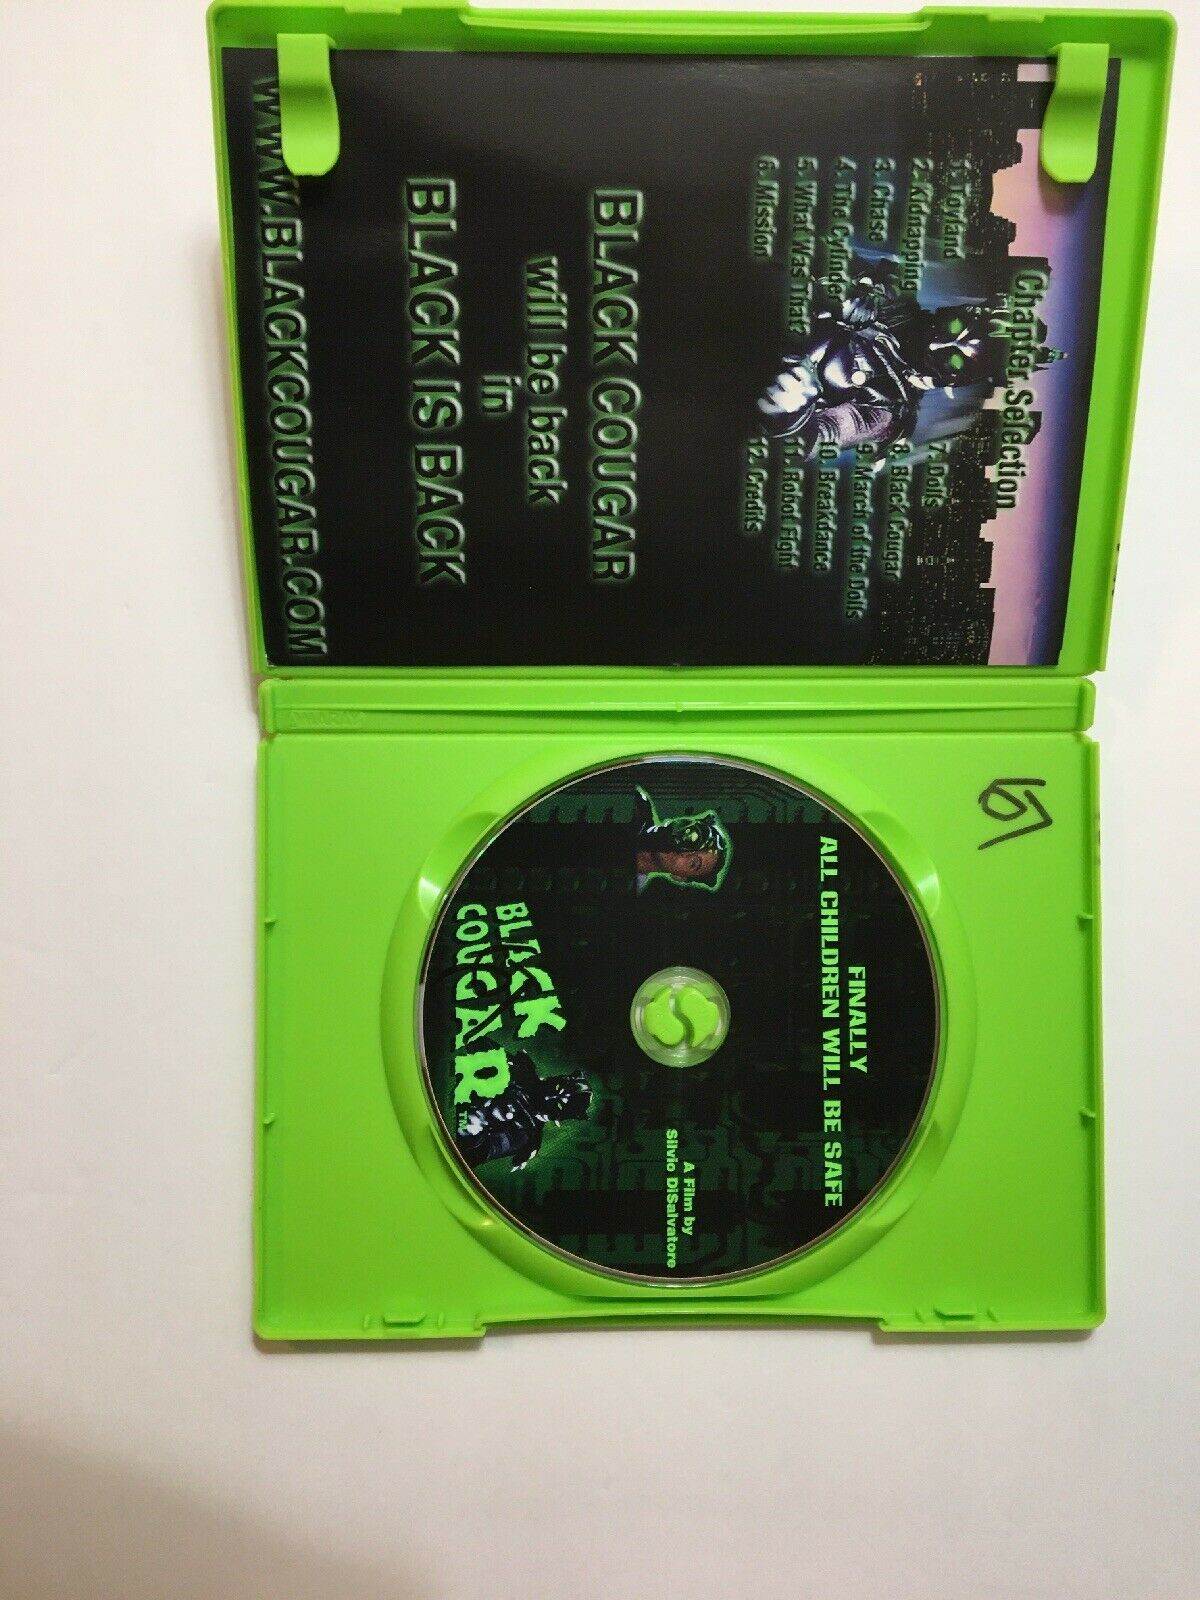 Chapter Selection
1. Toyland
2. Kidnapping
3. Chase
4. The Cylinder
5. What Was That?
6. Mission
7. Dolls
8. Black Cougar
9. March of the Dolls
10. Breakdance
11. Robot Fight
12. Credits
BLACK COUGAR
will be back
in
BLACK IS BACK
WWW.BLACKCOUGAR.COM
FINALLY
ALL CHILDREN WILL BE SAFE
A Film by
Silvio DiSalvatore
BLACK
COUGAR™